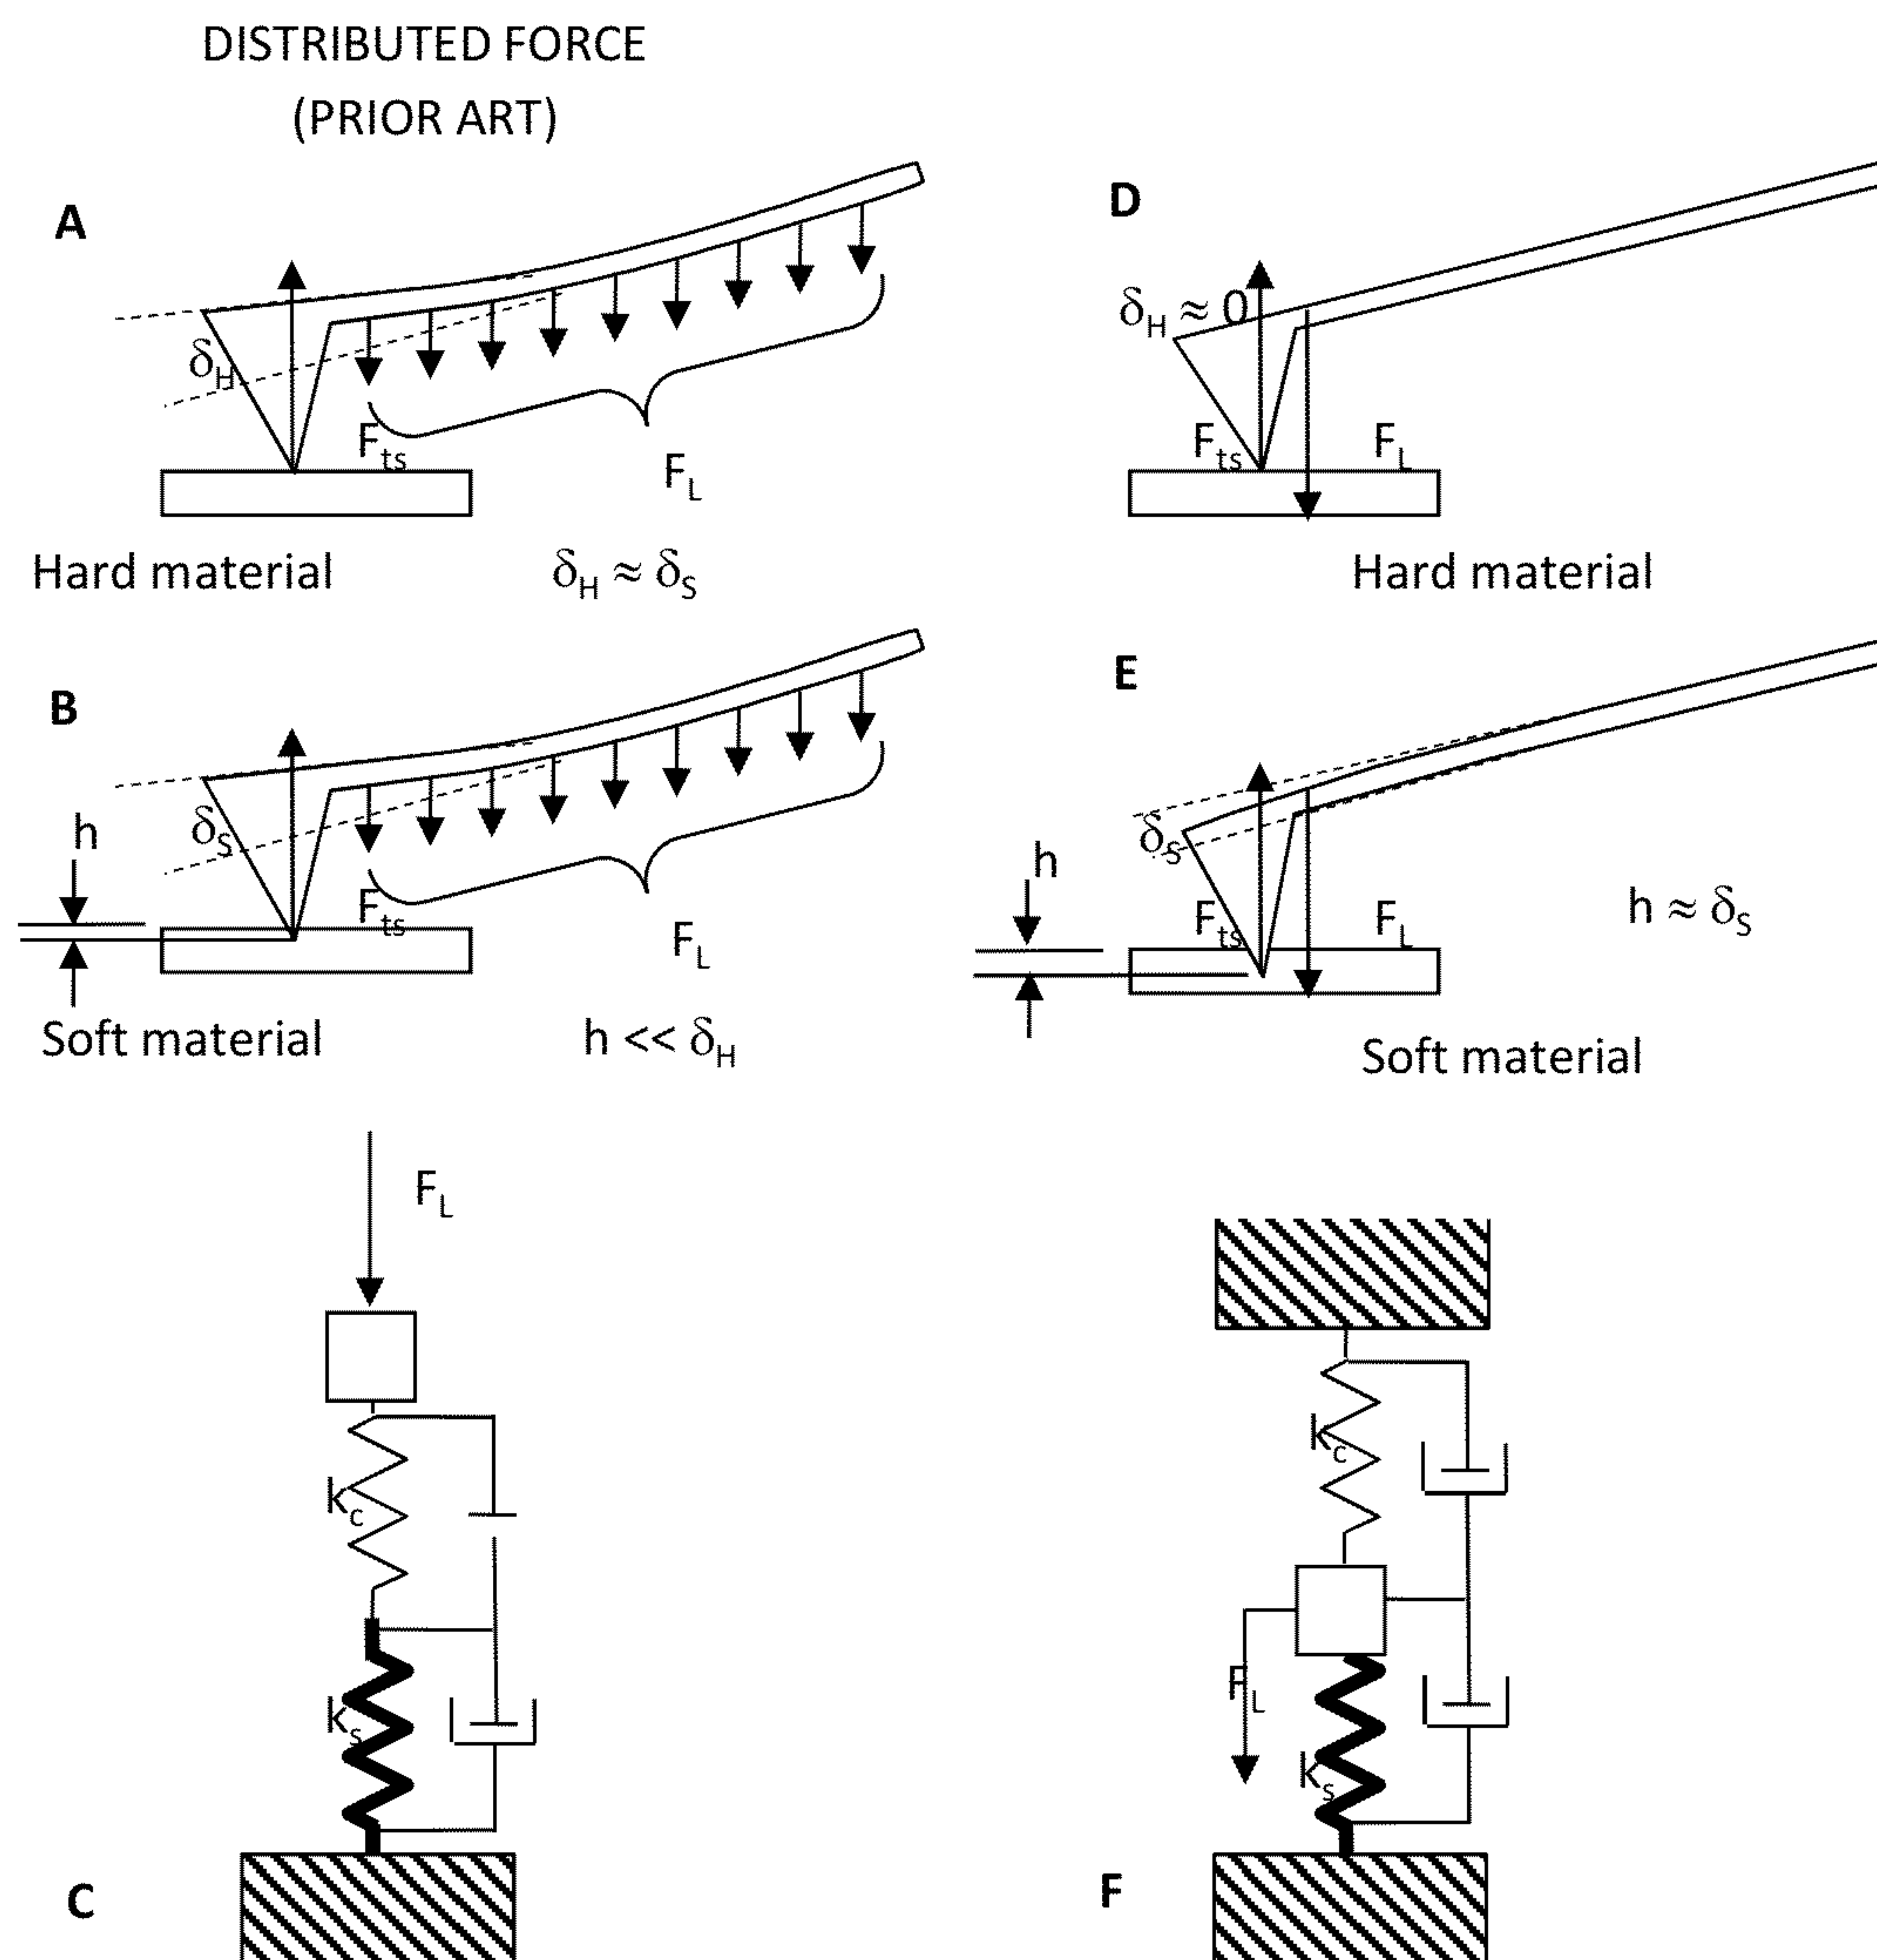 DISTRIBUTED FORCE
(PRIOR ART)
A
δH
Fts
FL
Hard material
δH ≈ δS
B
δS
h
Fts
FL
Soft material
h << δH
FL
kc
ks
C
D
δH ≈ 0
Fts
FL
Hard material
E
δS
h
Fts
FL
h ≈ δS
Soft material
kc
FL
ks
F